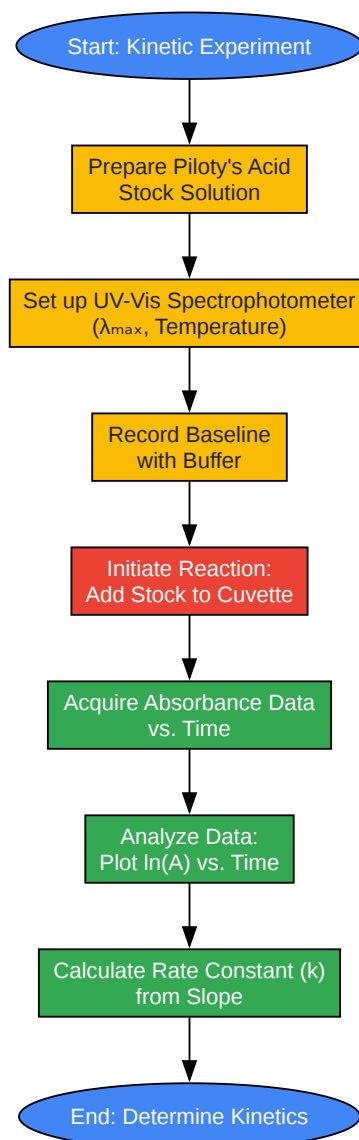 Start: Kinetic Experiment
Prepare Piloty's Acid
Stock Solution
Set up UV-Vis Spectrophotometer
(λₘₐₓ, Temperature)
Record Baseline
with Buffer
Initiate Reaction:
Add Stock to Cuvette
Acquire Absorbance Data
vs. Time
Analyze Data:
Plot ln(A) vs. Time
Calculate Rate Constant (k)
from Slope
End: Determine Kinetics